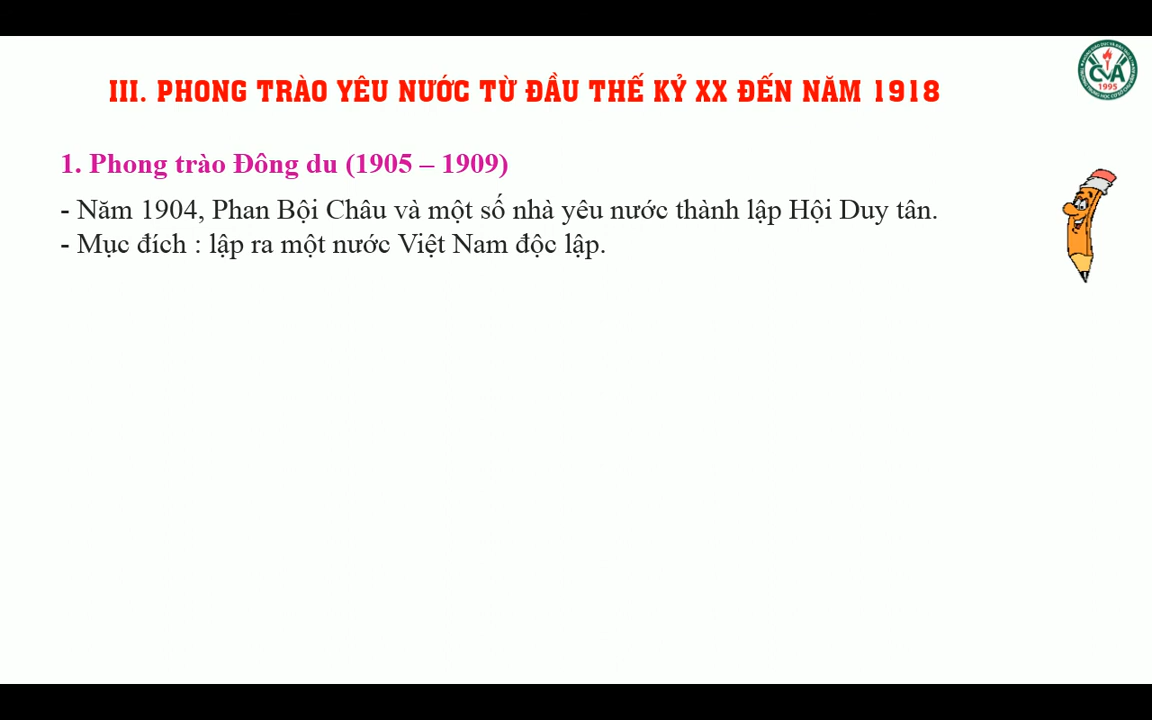 III. PHONG TRÀO YÊU NƯỚC TỪ ĐẦU THẾ KỶ XX ĐẾN NĂM 1918
CVA
1995
1. Phong trào Đông du (1905 – 1909)
- Năm 1904, Phan Bội Châu và một số nhà yêu nước thành lập Hội Duy tân.
- Mục đích : lập ra một nước Việt Nam độc lập.